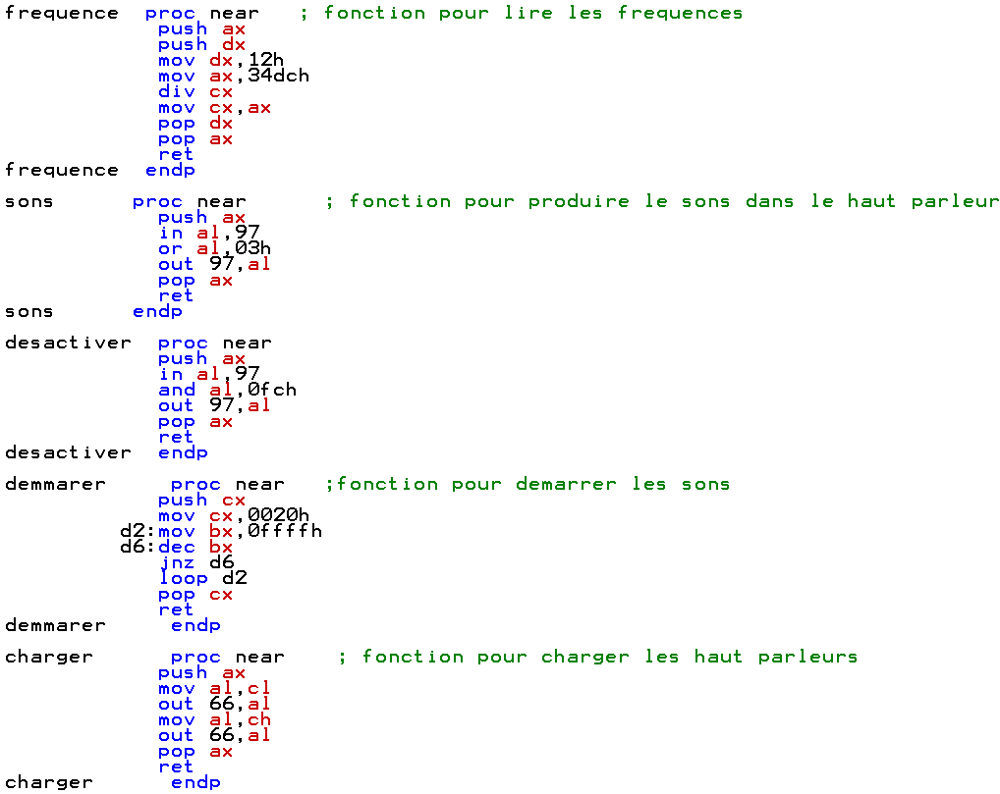 frequence  proc near   ; fonction pour lire les frequences
            push ax
            push dx
            mov dx,12h
            mov ax,34dch
            div cx
            mov cx,ax
            pop dx
            pop ax
            ret
frequence  endp
sons      proc near      ; fonction pour produire le sons dans le haut parleur
            push ax
            in al,97
            or al,03h
            out 97,al
            pop ax
            ret
sons      endp
desactiver  proc near
            push ax
            in al,97
            and al,0fch
            out 97,al
            pop ax
            ret
desactiver  endp
demmarer     proc near   ;fonction pour demarrer les sons
            push cx
            mov cx,0020h
         d2:mov bx,0ffffh
         d6:dec bx
            jnz d6
            loop d2
            pop cx
            ret
demmarer     endp
charger      proc near    ; fonction pour charger les haut parleurs
            push ax
            mov al,cl
            out 66,al
            mov al,ch
            out 66,al
            pop ax
            ret
charger      endp